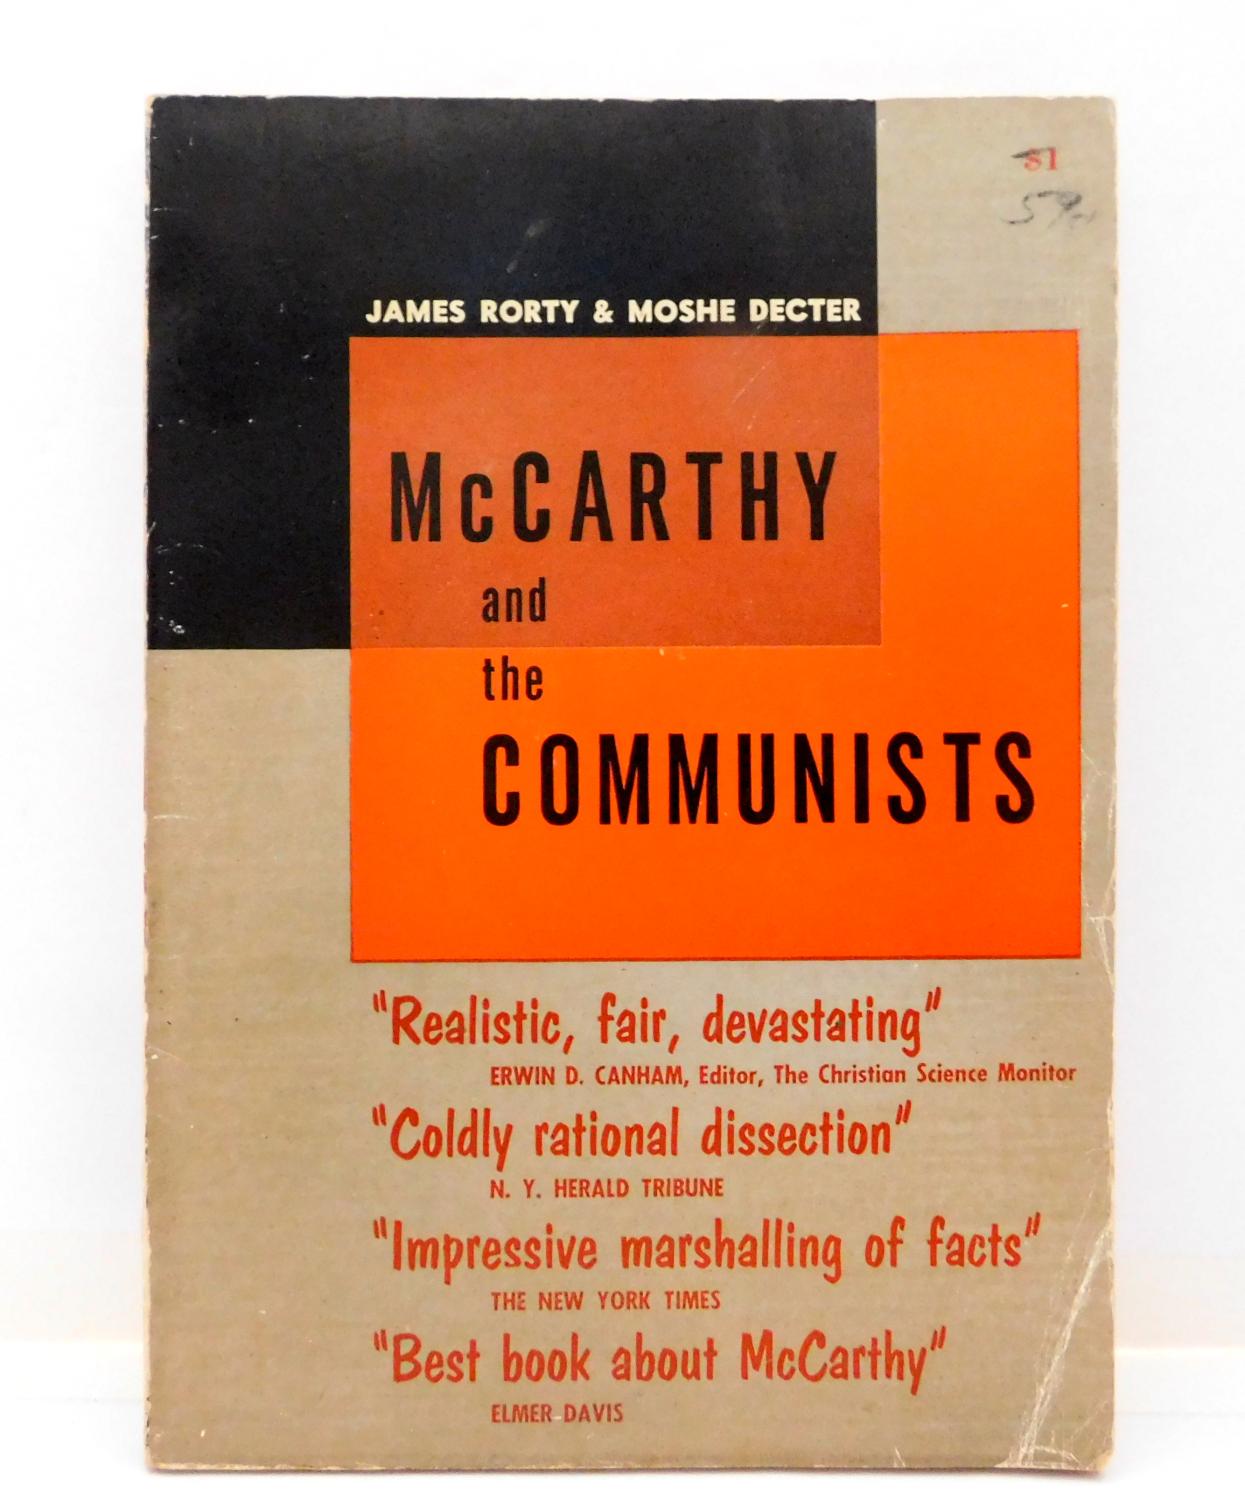 $1
JAMES RORTY & MOSHE DECTER
McCARTHY
and
the
COMMUNISTS
"Realistic, fair, devastating"
ERWIN D. CANHAM, Editor, The Christian Science Monitor
"Coldly rational dissection"
N. Y. HERALD TRIBUNE
"Impressive marshalling of facts"
THE NEW YORK TIMES
"Best book about McCarthy"
ELMER DAVIS